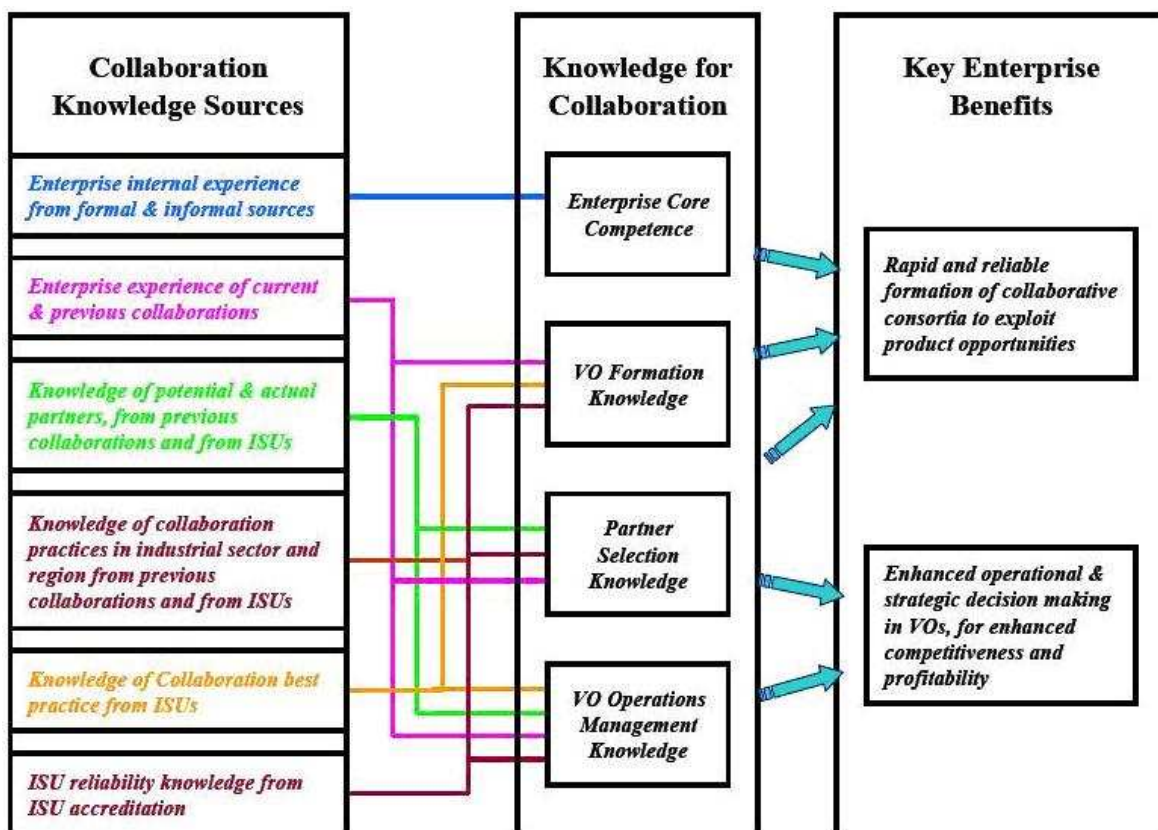 Collaboration
Knowledge Sources
Enterprise internal experience
from formal & informal sources
Enterprise experience of current
& previous collaborations
Knowledge of potential & actual
partners, from previous
collaborations and from ISUs
Knowledge of collaboration
practices in industrial sector and
region from previous
collaborations and from ISUs
Knowledge of Collaboration best
practice from ISUs
ISU reliability knowledge from
ISU accreditation
Knowledge for
Collaboration
Enterprise Core
Competence
VO Formation
Knowledge
Partner
Selection
Knowledge
VO Operations
Management
Knowledge
Key Enterprise
Benefits
Rapid and reliable
formation of collaborative
consortia to exploit
product opportunities
Enhanced operational &
strategic decision making
in VOs, for enhanced
competitiveness and
profitability